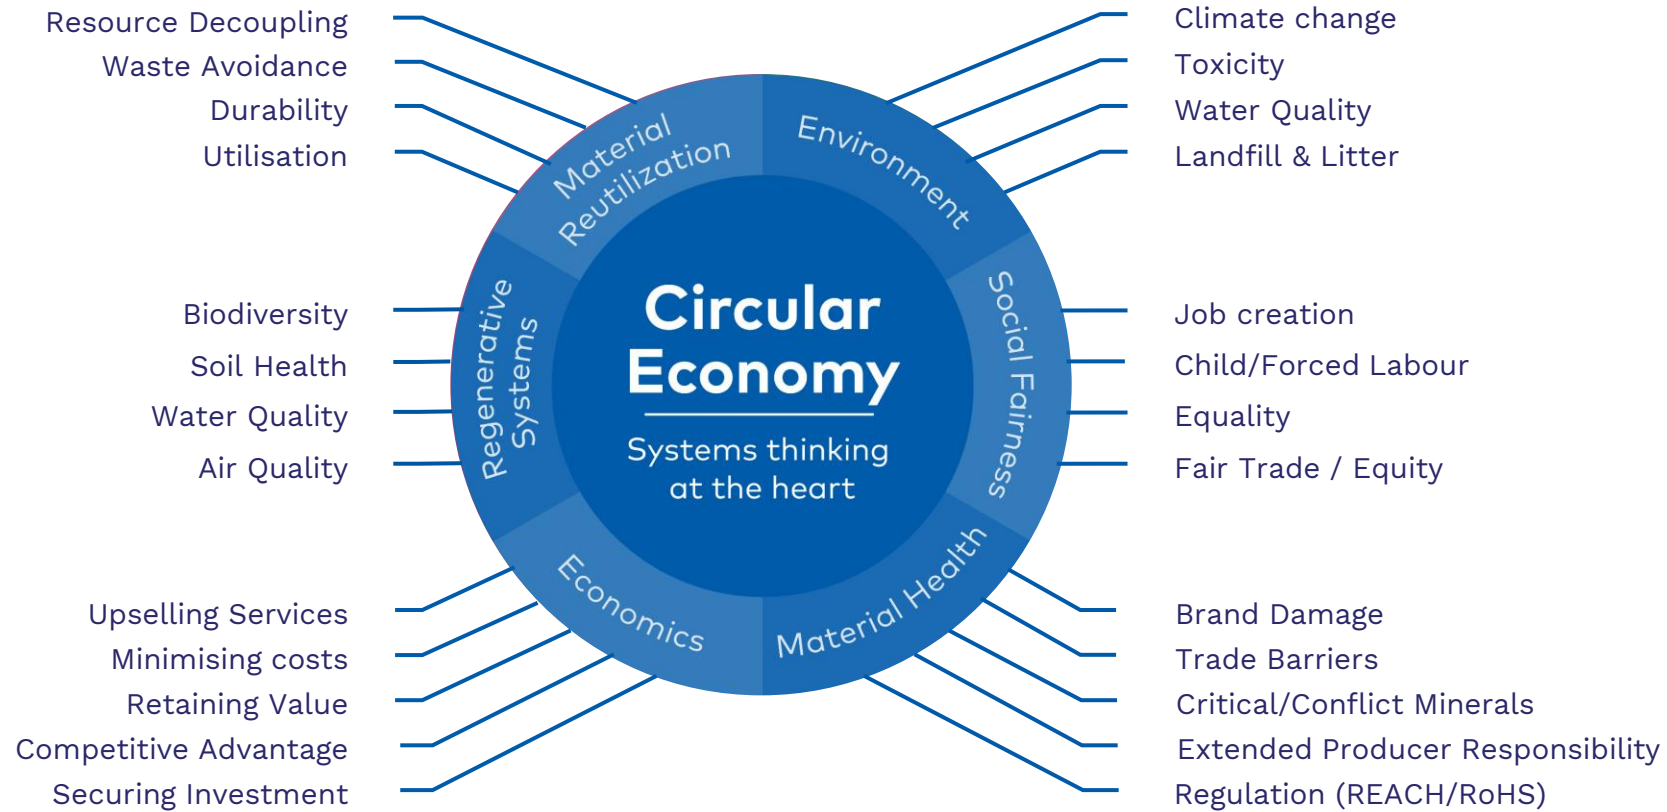 Resource Decoupling
Waste Avoidance
Durability
Utilisation
Biodiversity
Soil Health
Water Quality
Air Quality
Upselling Services
Minimising costs
Retaining Value
Competitive Advantage
Securing Investment
Material
Reutilization
Environment
Regenerative
Systems
Social Fairness
Economics
Material Health
Circular
Economy
Systems thinking
at the heart
Climate change
Toxicity
Water Quality
Landfill & Litter
Job creation
Child/Forced Labour
Equality
Fair Trade / Equity
Brand Damage
Trade Barriers
Critical/Conflict Minerals
Extended Producer Responsibility
Regulation (REACH/RoHS)